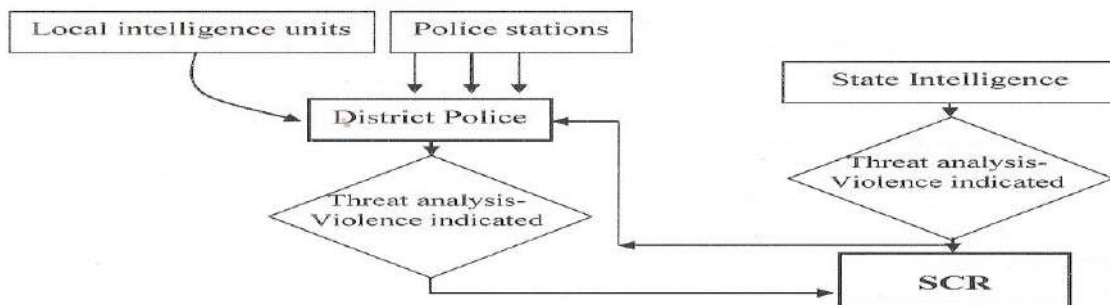 Local intelligence units
Police stations
State Intelligence
District Police
Threat analysis-
Violence indicated
Threat analysis-
Violence indicated
SCR